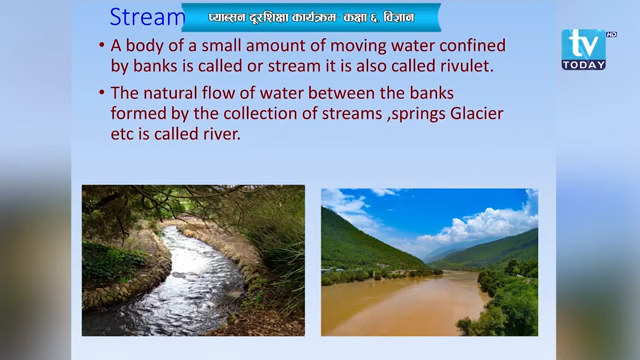 Stream
प्याब्सन दूरशिक्षा कार्यक्रम कक्षा ६ विज्ञान
tv HD
TODAY
• A body of a small amount of moving water confined
by banks is called or stream it is also called rivulet.
• The natural flow of water between the banks
formed by the collection of streams ,springs Glacier
etc is called river.